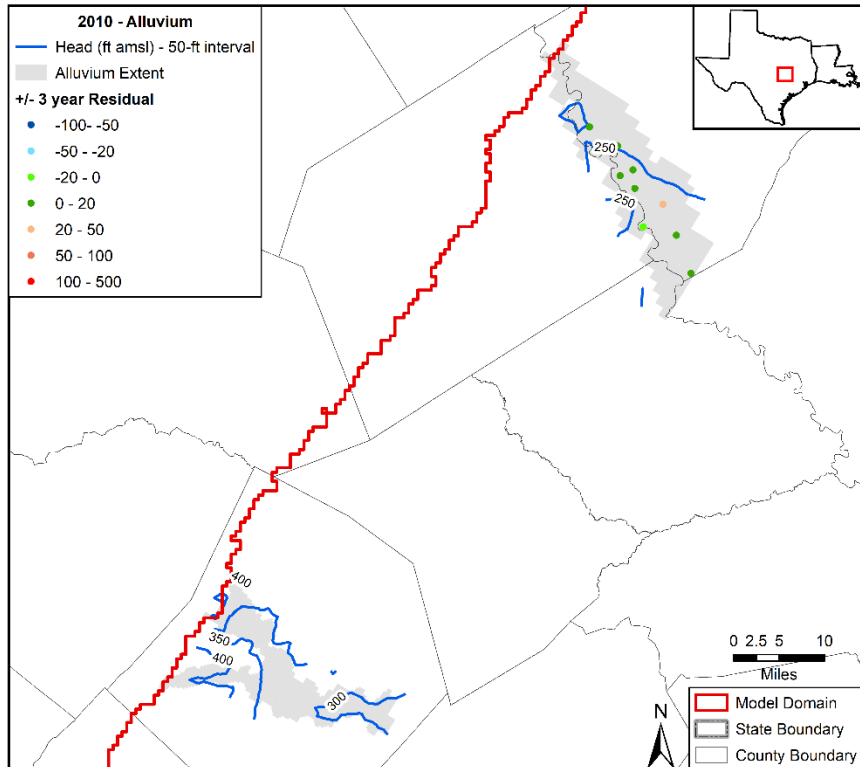 2010 - Alluvium
Head (ft amsl) - 50-ft interval
Alluvium Extent
+/- 3 year Residual
-100- -50
-50 - -20
-20 - 0
0 - 20
20 - 50
50 - 100
100 - 500
250
250
400
350
400
300
0 2.5 5 10
Miles
N
Model Domain
State Boundary
County Boundary